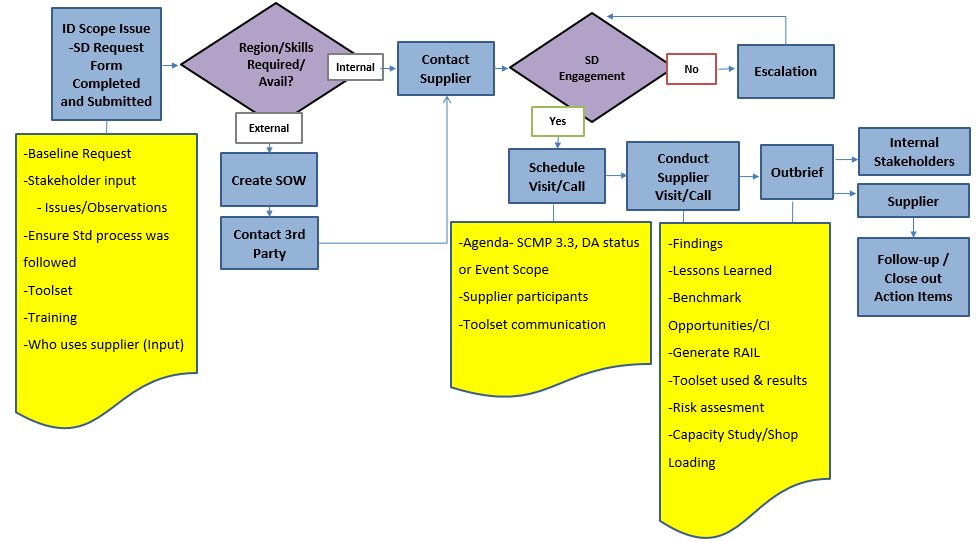 ID Scope Issue
-SD Request
Form
Completed
and Submitted
Region/Skills
Required/
Avail?
Internal
External
Contact
Supplier
SD
Engagement
No
Escalation
Yes
Create SOW
Contact 3rd
Party
Schedule
Visit/Call
Conduct
Supplier
Visit/Call
Outbrief
Internal
Stakeholders
Supplier
Follow-up /
Close out
Action Items
-Baseline Request
-Stakeholder input
- Issues/Observations
-Ensure Std process was
followed
-Toolset
-Training
-Who uses supplier (Input)
-Agenda- SCMP 3.3, DA status
or Event Scope
-Supplier participants
-Toolset communication
-Findings
-Lessons Learned
-Benchmark
Opportunities/CI
-Generate RAIL
-Toolset used & results
-Risk assesment
-Capacity Study/Shop
Loading